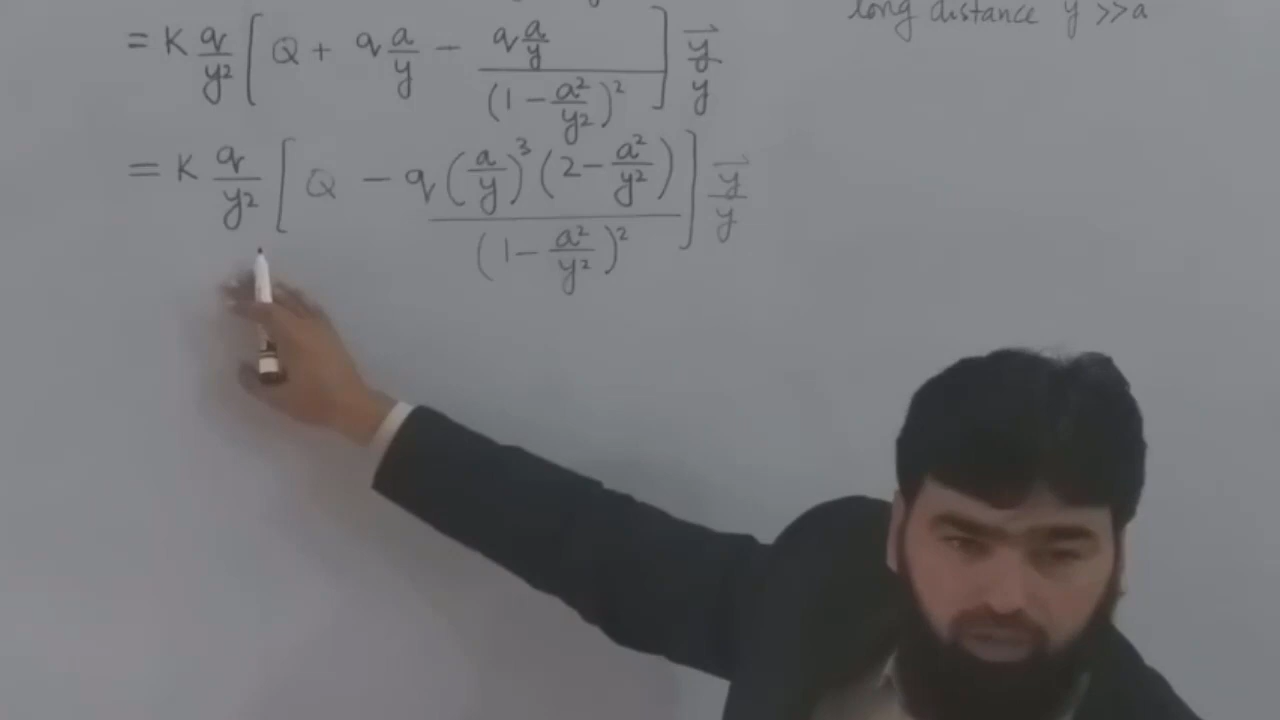 long distance y >> a
= K q/y² [ Q + q a/y − (q a/y)/(1 − a²/y²)² ] y⃗/y
= K q/y² [ Q − q (a/y)³ (2 − a²/y²)/(1 − a²/y²)² ] y⃗/y